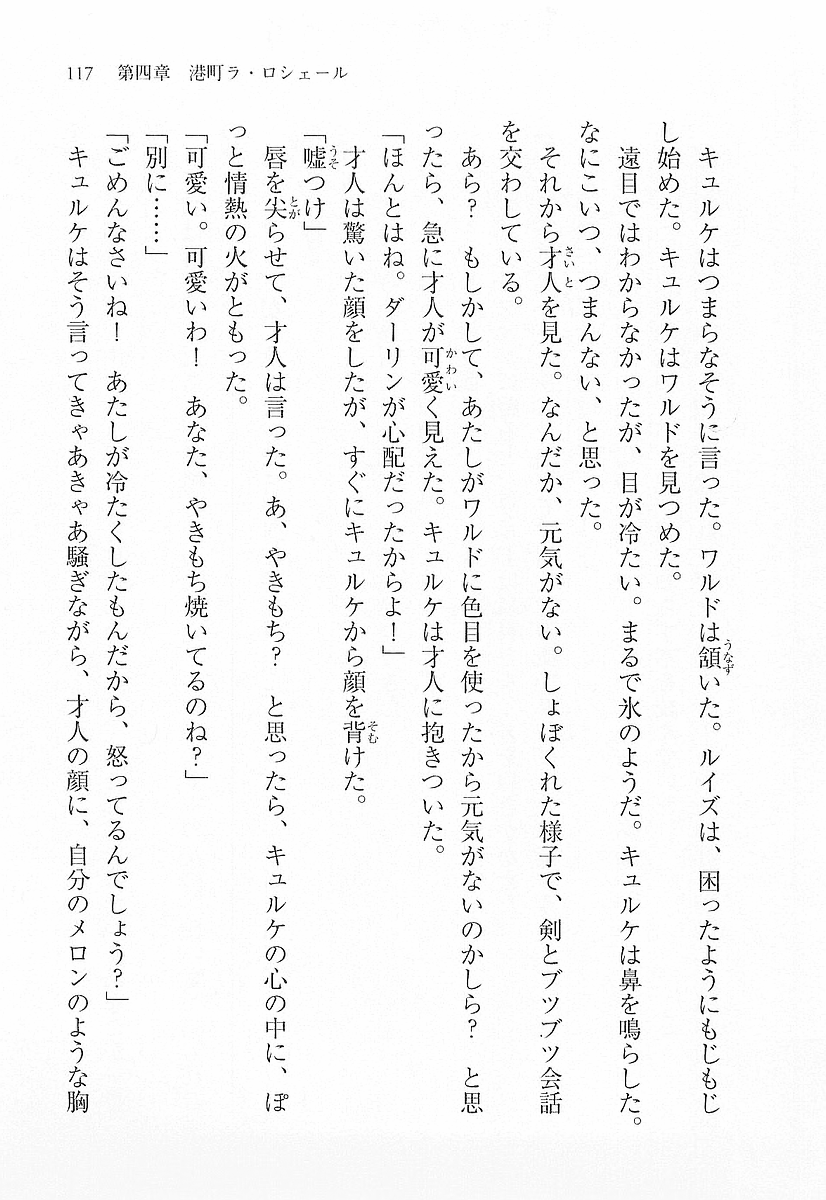 117　第四章　港町ラ・ロシェール
キュルケはつまらなそうに言った。ワルドは頷いた。ルイズは、困ったようにもじもじ
し始めた。キュルケはワルドを見つめた。
遠目ではわからなかったが、目が冷たい。まるで氷のようだ。キュルケは鼻を鳴らした。
なにこいつ、つまんない、と思った。
それから才人を見た。なんだか、元気がない。しょぼくれた様子で、剣とブツブツ会話
を交わしている。
あら？　もしかして、あたしがワルドに色目を使ったから元気がないのかしら？　と思
ったら、急に才人が可愛く見えた。キュルケは才人に抱きついた。
「ほんとはね。ダーリンが心配だったからよ！」
才人は驚いた顔をしたが、すぐにキュルケから顔を背けた。
「嘘つけ」
唇を尖らせて、才人は言った。あ、やきもち？　と思ったら、キュルケの心の中に、ぽ
っと情熱の火がともった。
「可愛い。可愛いわ！　あなた、やきもち焼いてるのね？」
「別に……」
「ごめんなさいね！　あたしが冷たくしたもんだから、怒ってるんでしょう？」
キュルケはそう言ってきゃあきゃあ騒ぎながら、才人の顔に、自分のメロンのような胸